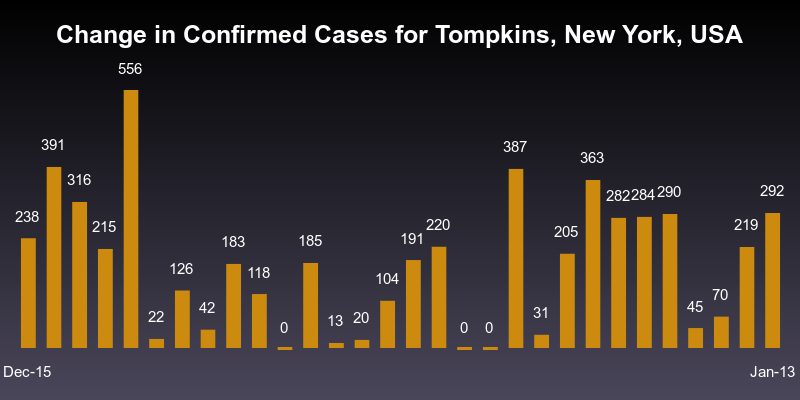 Change in Confirmed Cases for Tompkins, New York, USA
238 391 316 215 556 22 126 42 183 118 0 185 13 20 104 191 220 0 0 387 31 205 363 282 284 290 45 70 219 292
Dec-15 Jan-13